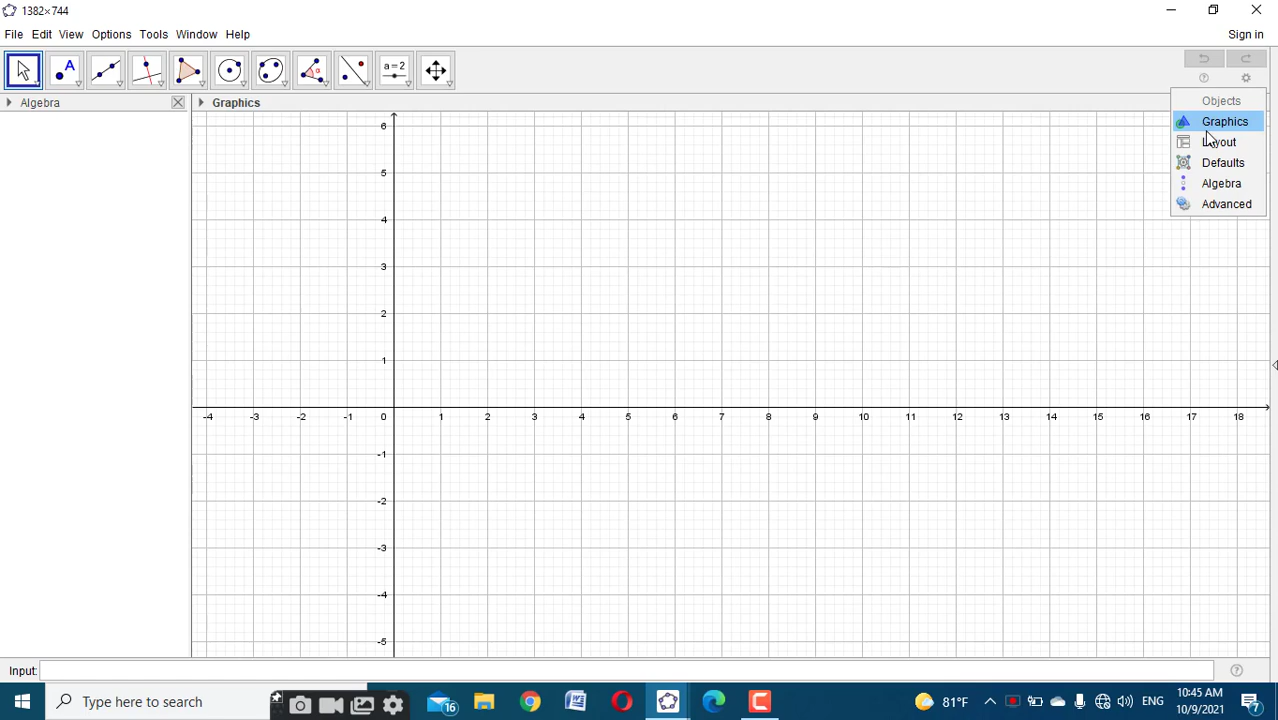 1382×744
File Edit View Options Tools Window Help Sign in
A a=2
Algebra Graphics
Objects
Graphics
Layout
Defaults
Algebra
Advanced
6
5
4
3
2
1
-4 -3 -2 -1 0 1 2 3 4 5 6 7 8 9 10 11 12 13 14 15 16 17 18
-1
-2
-3
-4
-5
Input:
Type here to search 16 81°F ENG 10:45 AM
10/9/2021 7